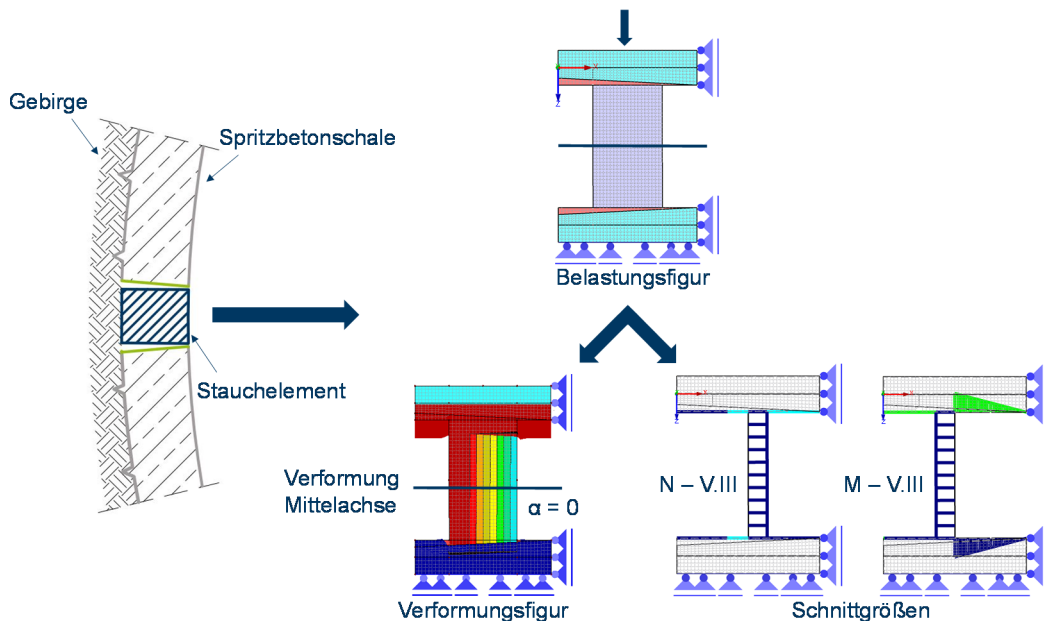 Gebirge
Spritzbetonschale
Stauchelement
x
z
Belastungsfigur
Verformung
Mittelachse
α = 0
Verformungsfigur
x
z
N – V.III
x
z
M – V.III
Schnittgrößen